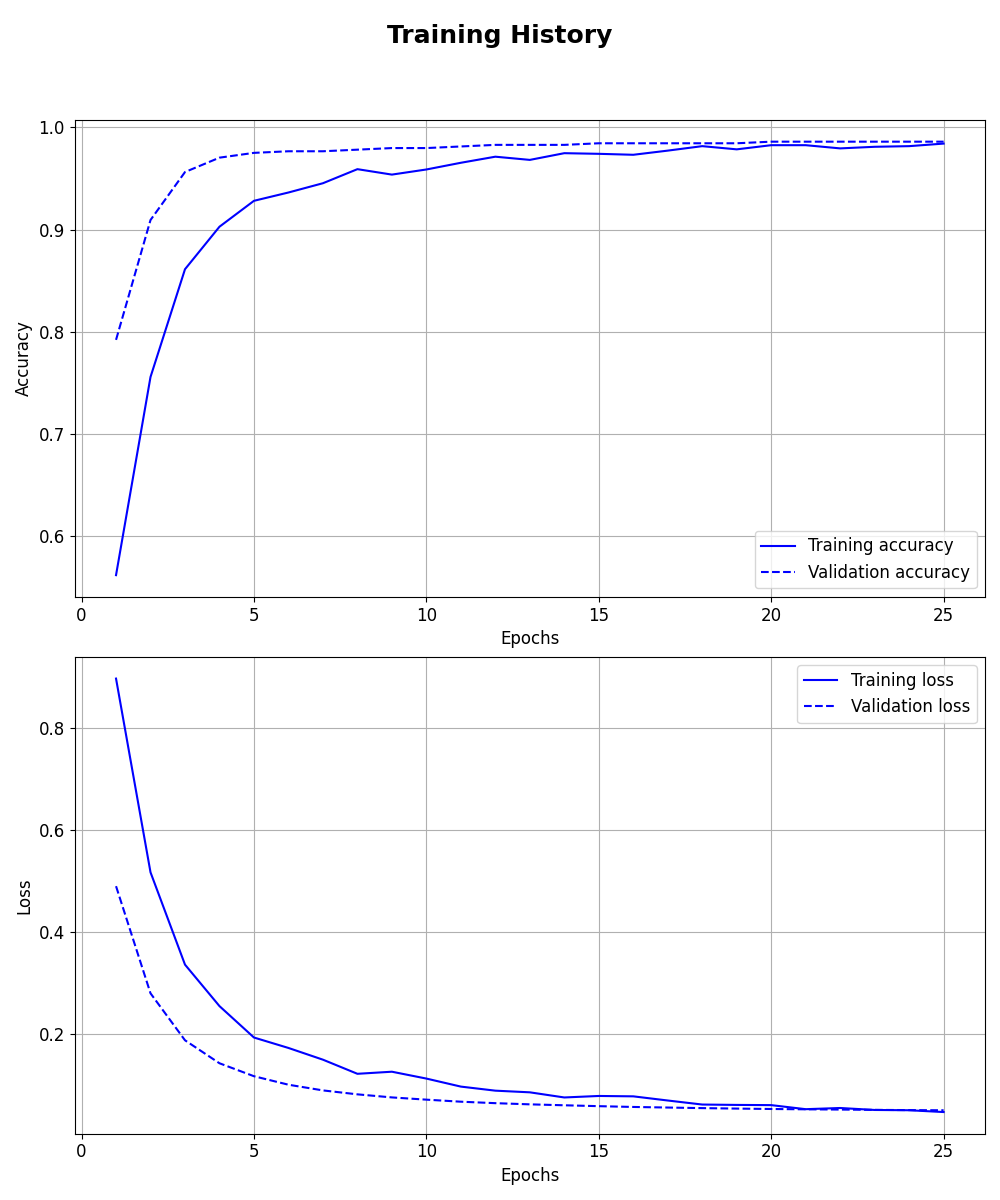 Training History
1.0
0.9
0.8
0.7
0.6
Accuracy
Training accuracy
Validation accuracy
0 5 10 15 20 25
Epochs
Training loss
Validation loss
0.8
0.6
0.4
0.2
Loss
0 5 10 15 20 25
Epochs